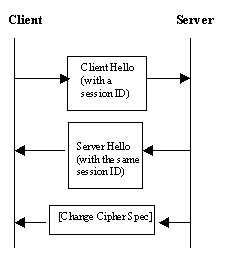 Client Server
Client Hello
(with a
session ID)
Server Hello
(with the same
session ID)
[Change Cipher Spec]